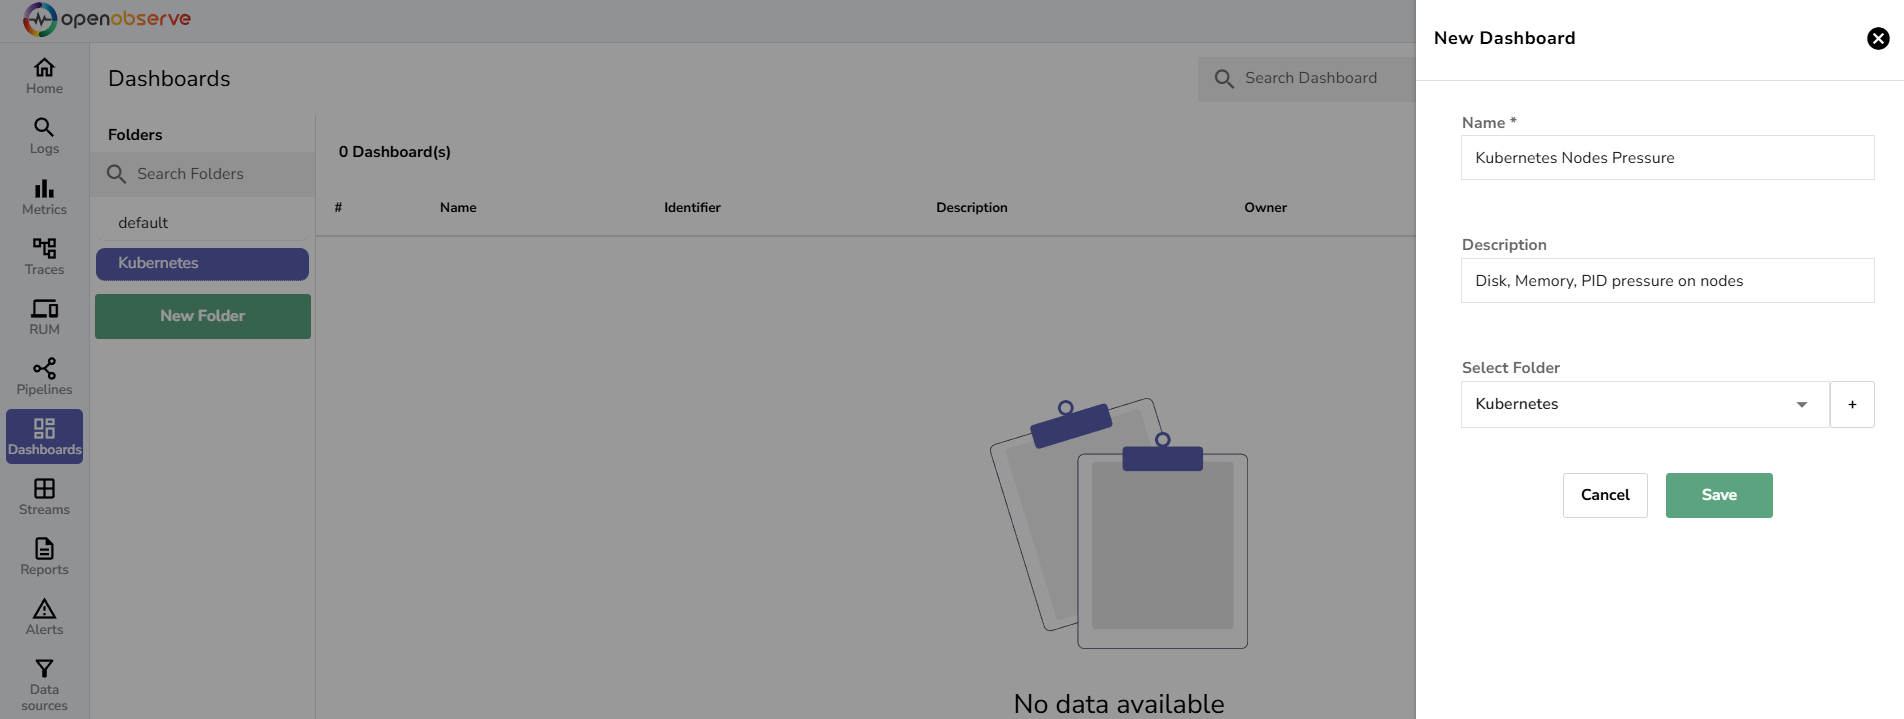 openobserve
Home
Logs
Metrics
Traces
RUM
Pipelines
Dashboards
Streams
Reports
Alerts
Data
sources
Dashboards
Search Dashboard
Folders
Search Folders
default
Kubernetes
New Folder
0 Dashboard(s)
# Name Identifier Description Owner
No data available
New Dashboard
Name *
Kubernetes Nodes Pressure
Description
Disk, Memory, PID pressure on nodes
Select Folder
Kubernetes
+
Cancel Save